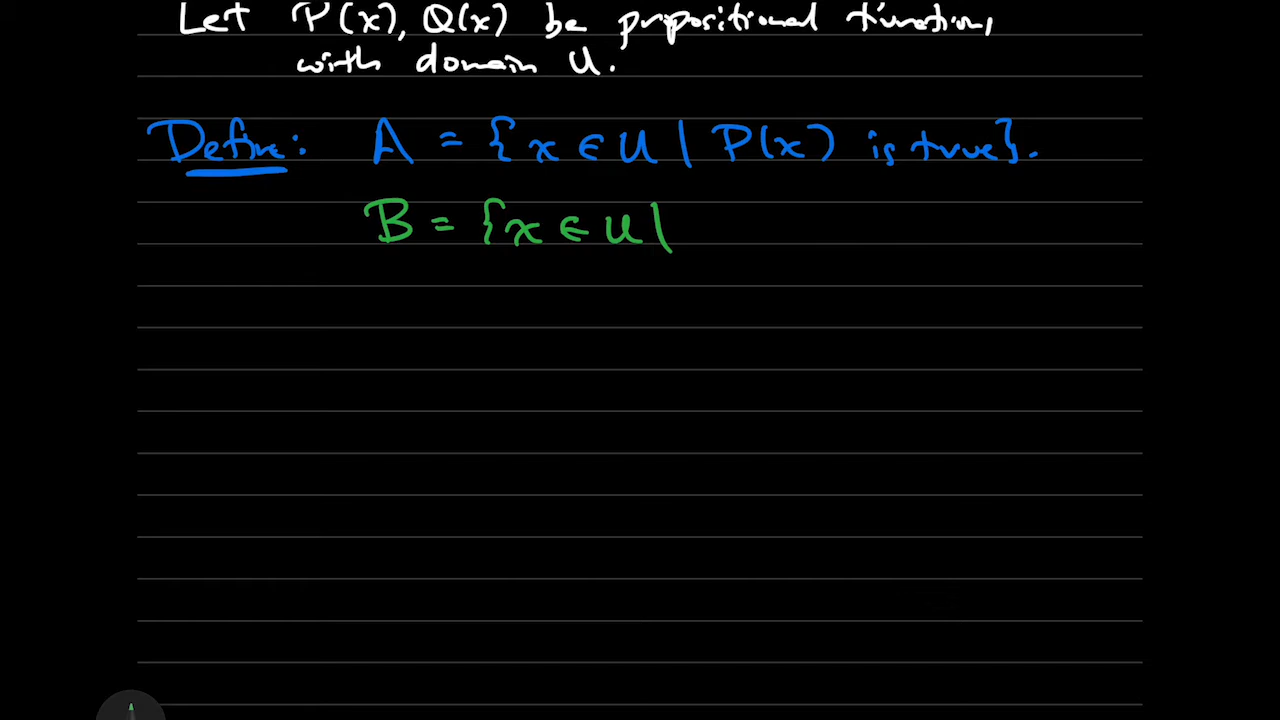 Let P(x), Q(x) be propositional functions
with domain U.
Define: A = {x ∈ U | P(x) is true}.
B = {x ∈ U |